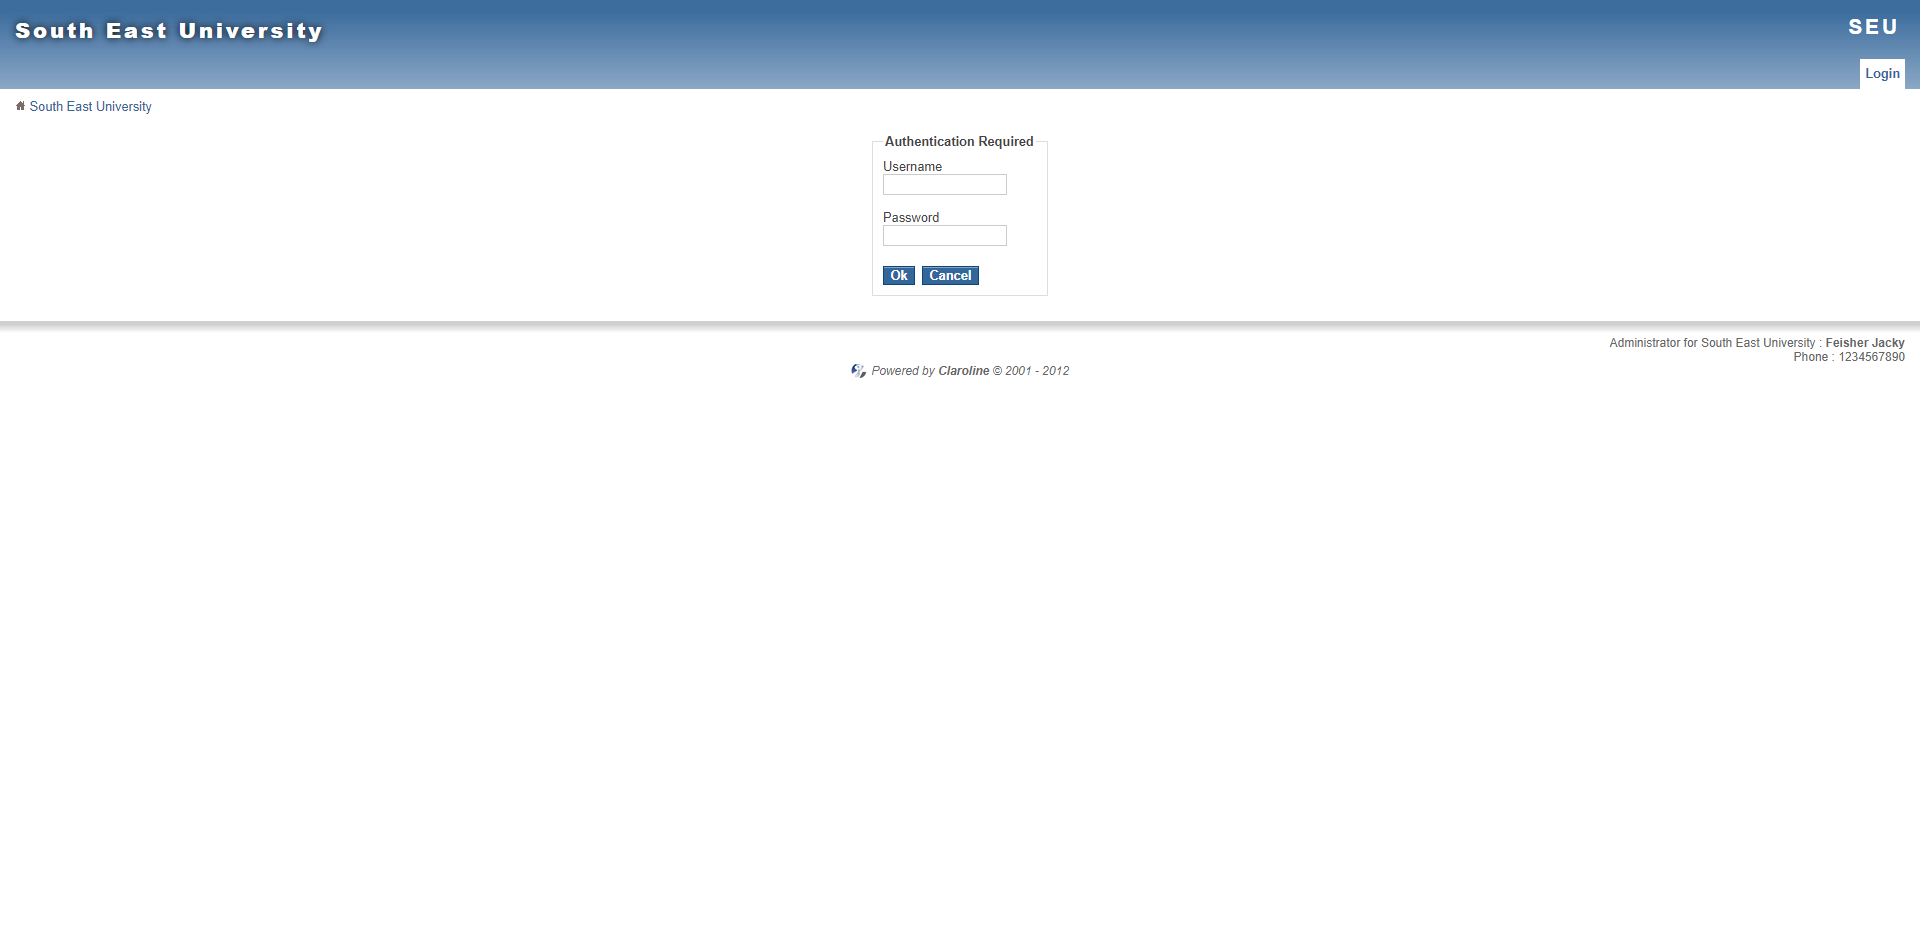 South East University
SEU
Login
South East University
Authentication Required
Username
Password
Ok Cancel
Administrator for South East University : Feisher Jacky
Phone : 1234567890
Powered by Claroline © 2001 - 2012